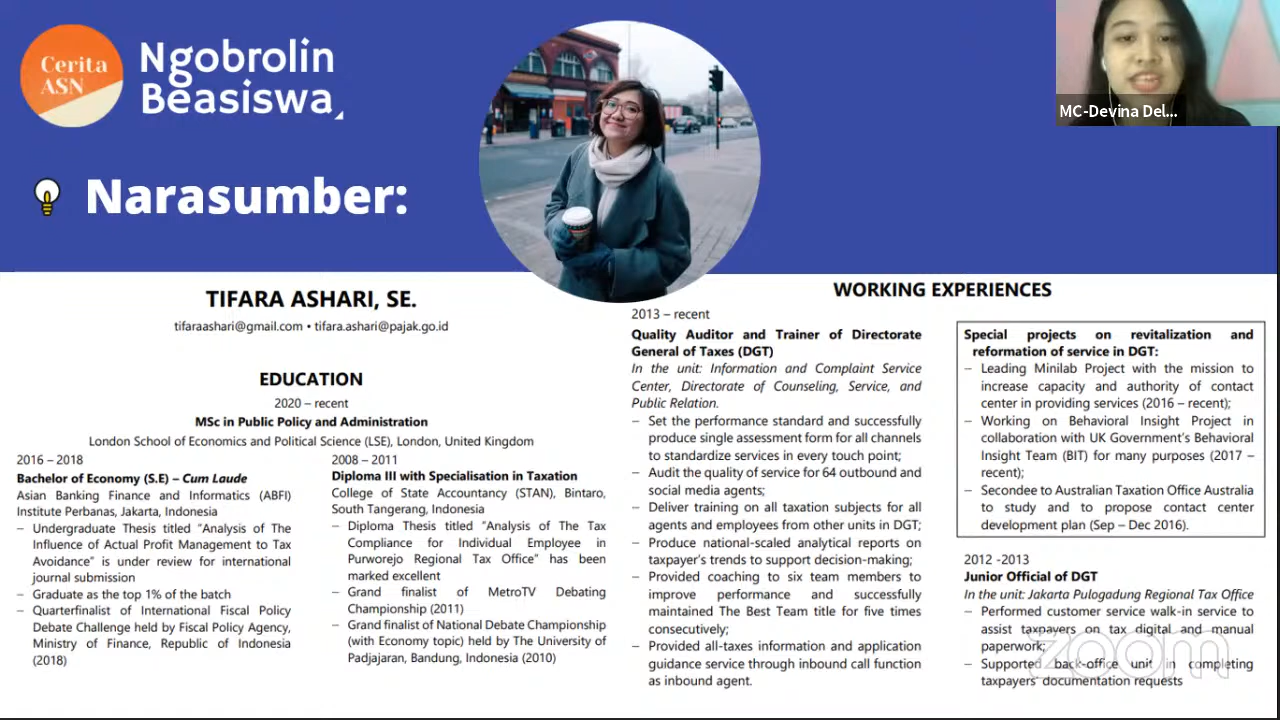 Cerita
ASN
Ngobrolin
Beasiswa
MC-Devina Del...
Narasumber:
TIFARA ASHARI, SE.
tifaraashari@gmail.com • tifara.ashari@pajak.go.id
EDUCATION
2020 – recent
MSc in Public Policy and Administration
London School of Economics and Political Science (LSE), London, United Kingdom
2016 – 2018
Bachelor of Economy (S.E) – Cum Laude
Asian Banking Finance and Informatics (ABFI)
Institute Perbanas, Jakarta, Indonesia
– Undergraduate Thesis titled “Analysis of The
Influence of Actual Profit Management to Tax
Avoidance” is under review for international
journal submission
– Graduate as the top 1% of the batch
– Quarterfinalist of International Fiscal Policy
Debate Challenge held by Fiscal Policy Agency,
Ministry of Finance, Republic of Indonesia
(2018)
2008 – 2011
Diploma III with Specialisation in Taxation
College of State Accountancy (STAN), Bintaro,
South Tangerang, Indonesia
– Diploma Thesis titled “Analysis of The Tax
Compliance for Individual Employee in
Purworejo Regional Tax Office” has been
marked excellent
– Grand finalist of MetroTV Debating
Championship (2011)
– Grand finalist of National Debate Championship
(with Economy topic) held by The University of
Padjajaran, Bandung, Indonesia (2010)
WORKING EXPERIENCES
2013 – recent
Quality Auditor and Trainer of Directorate
General of Taxes (DGT)
In the unit: Information and Complaint Service
Center, Directorate of Counseling, Service, and
Public Relation.
– Set the performance standard and successfully
produce single assessment form for all channels
to standardize services in every touch point;
– Audit the quality of service for 64 outbound and
social media agents;
– Deliver training on all taxation subjects for all
agents and employees from other units in DGT;
– Produce national-scaled analytical reports on
taxpayer’s trends to support decision-making;
– Provided coaching to six team members to
improve performance and successfully
maintained The Best Team title for five times
consecutively;
– Provided all-taxes information and application
guidance service through inbound call function
as inbound agent.
Special projects on revitalization and
reformation of service in DGT:
– Leading Minilab Project with the mission to
increase capacity and authority of contact
center in providing services (2016 – recent);
– Working on Behavioral Insight Project in
collaboration with UK Government’s Behavioral
Insight Team (BIT) for many purposes (2017 –
recent);
– Secondee to Australian Taxation Office Australia
to study and to propose contact center
development plan (Sep – Dec 2016).
2012 -2013
Junior Official of DGT
In the unit: Jakarta Pulogadung Regional Tax Office
– Performed customer service walk-in service to
assist taxpayers on tax digital and manual
paperwork;
– Supported back-office unit in completing
taxpayers’ documentation requests
zoom